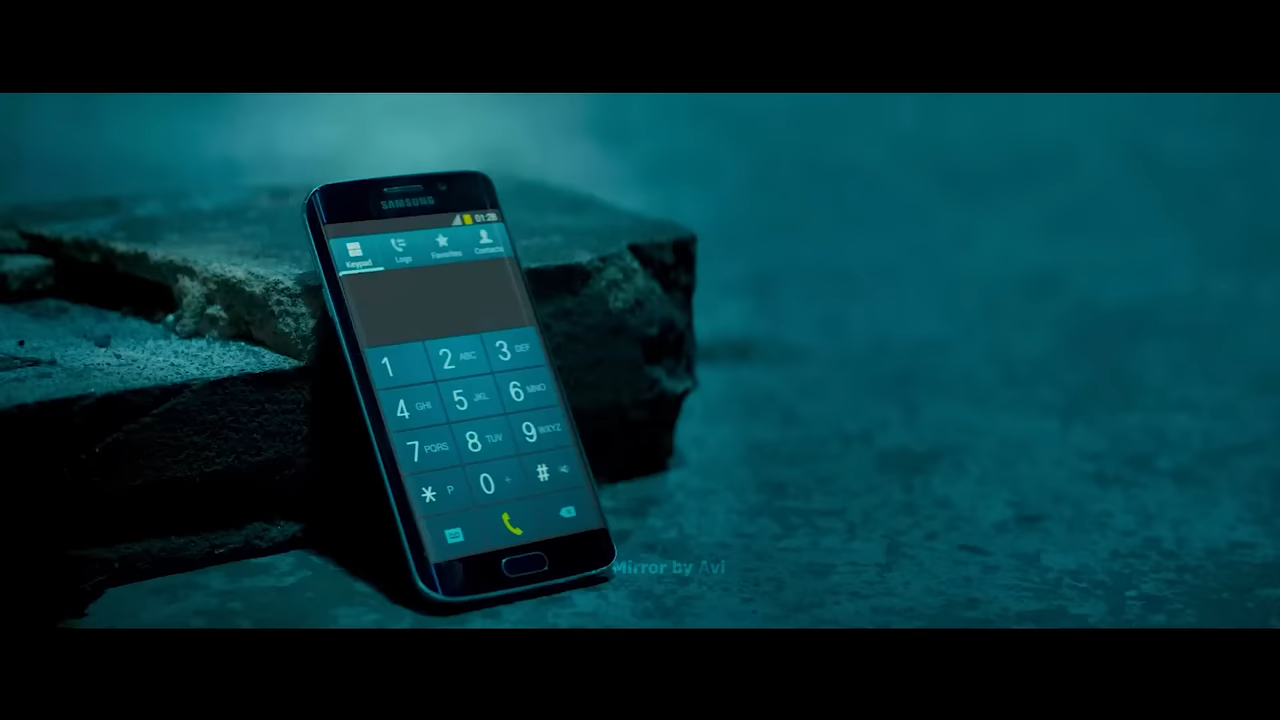 SAMSUNG
01:28
Keypad Logs Favorites Contacts
1 2 ABC 3 DEF
4 GHI 5 JKL 6 MNO
7 PQRS 8 TUV 9 WXYZ
* P 0 + #
Mirror by Avi